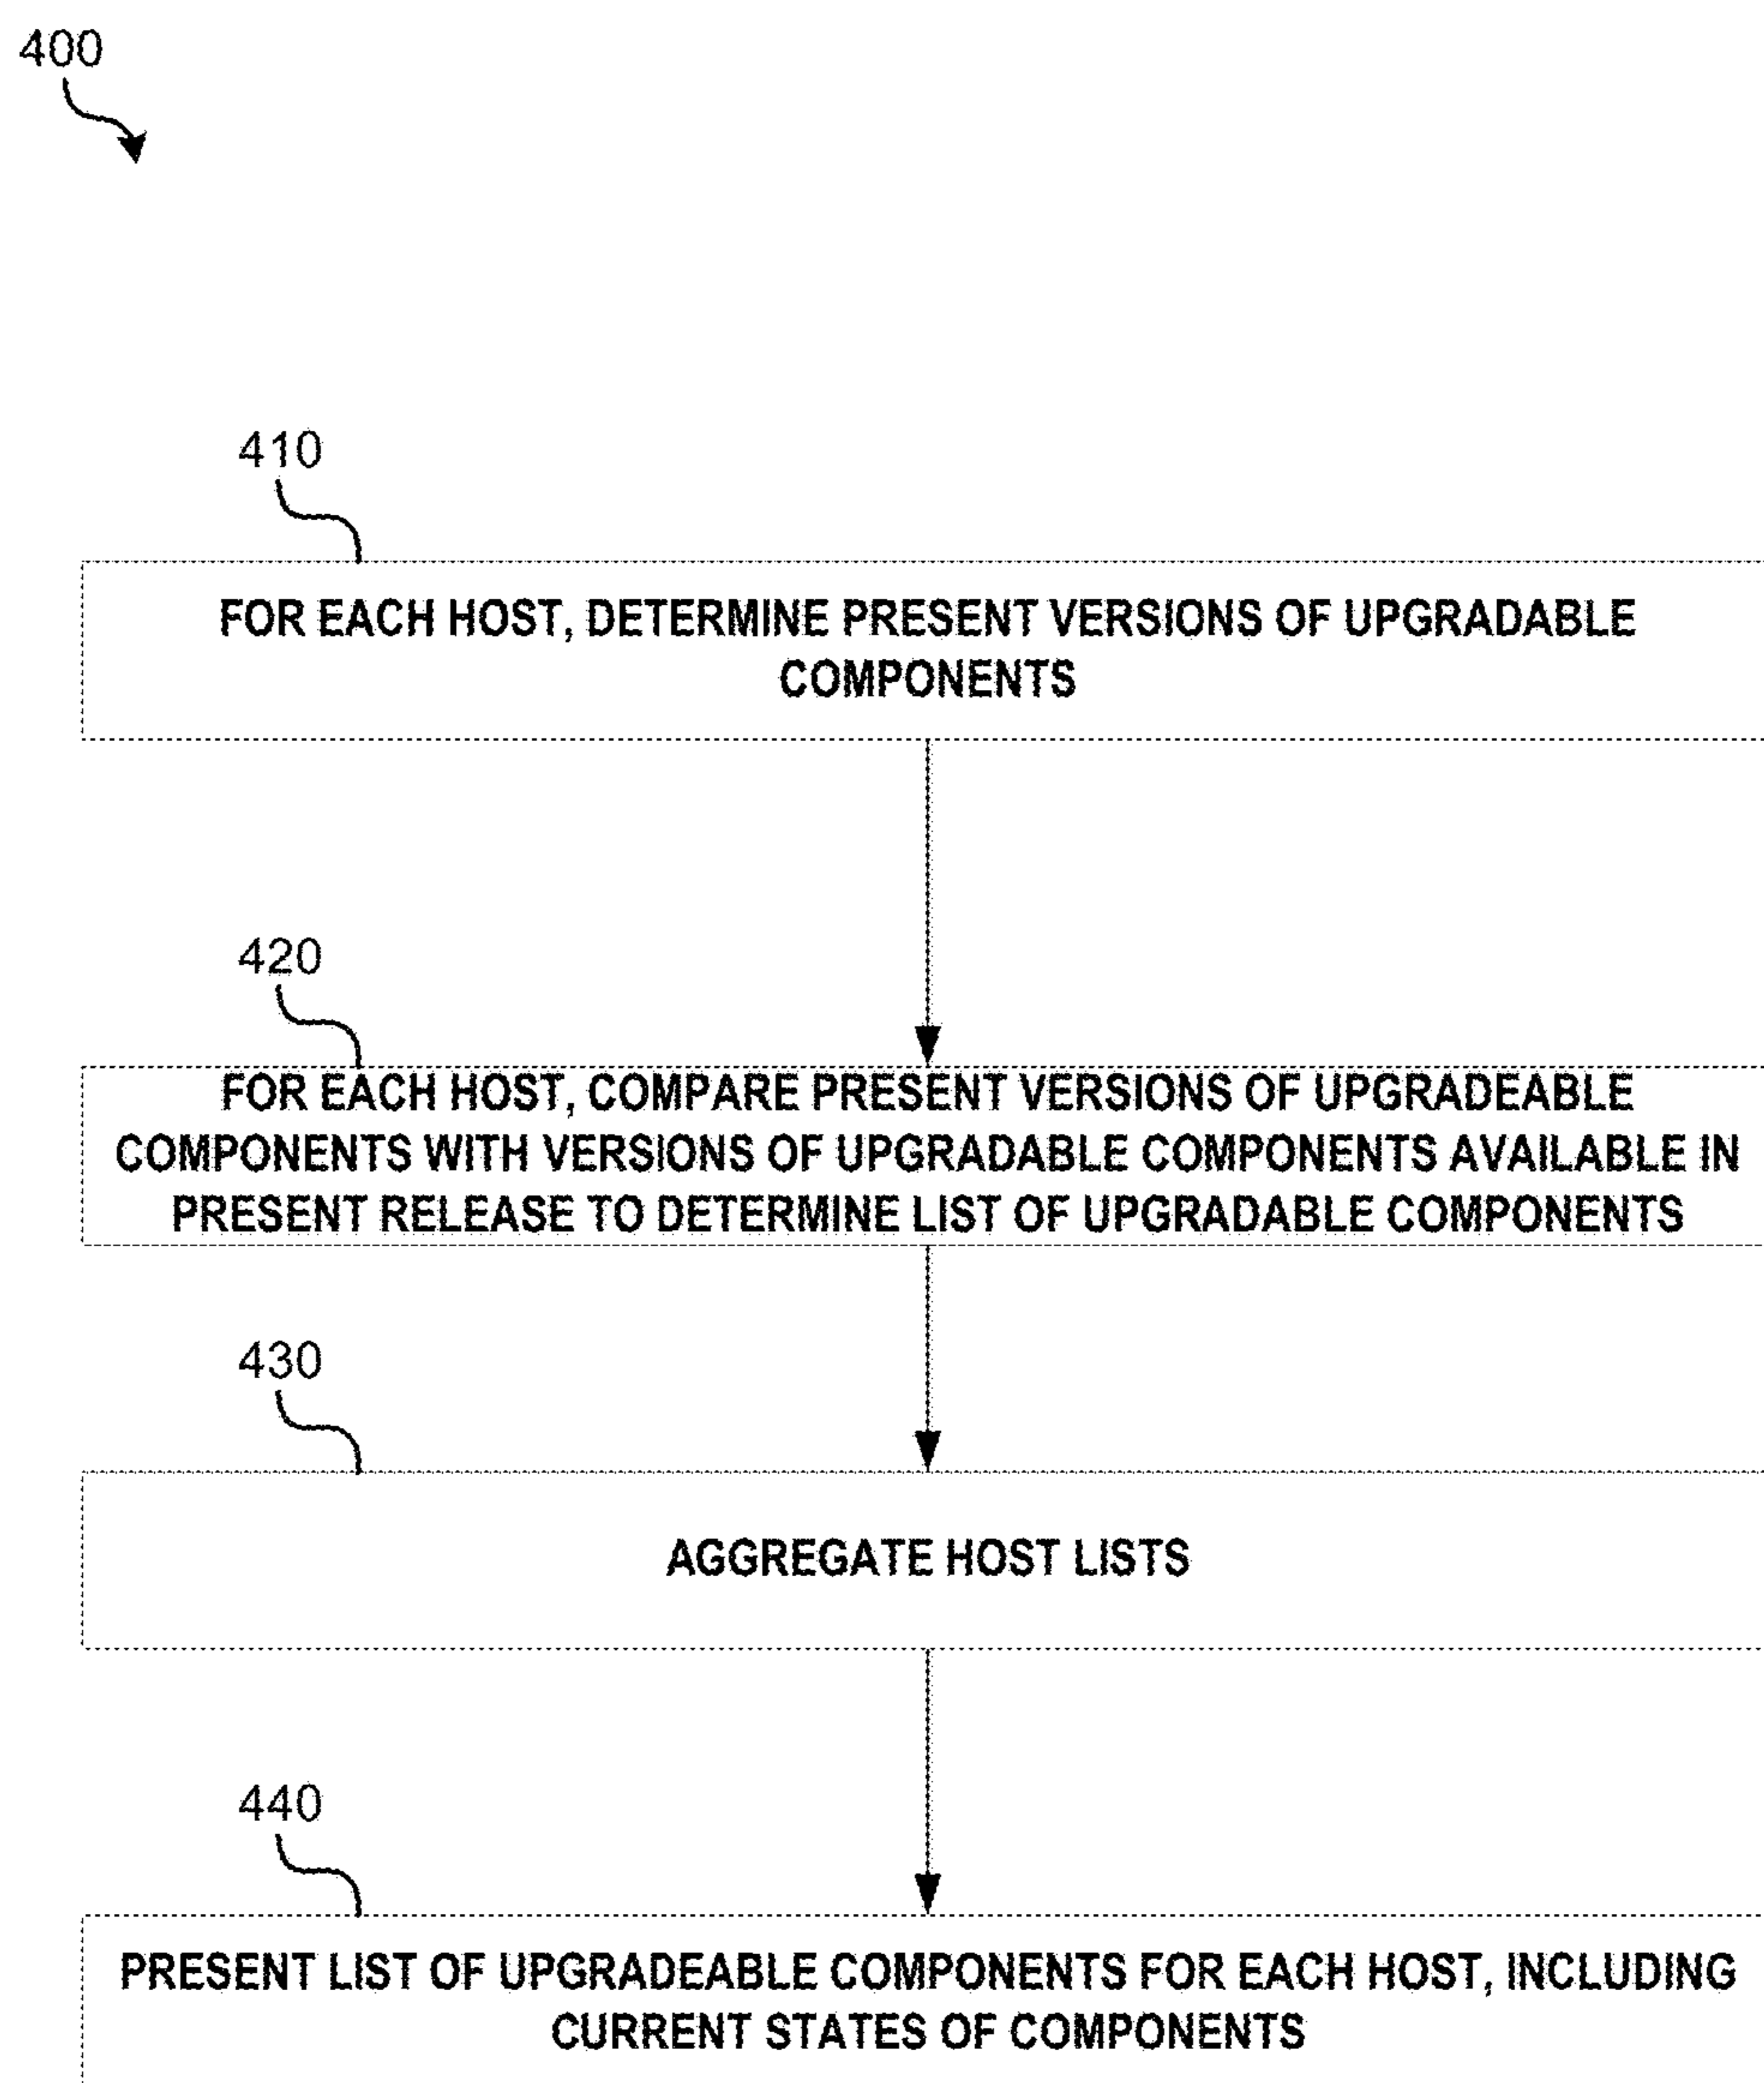 400
410
FOR EACH HOST, DETERMINE PRESENT VERSIONS OF UPGRADABLE
COMPONENTS
420
FOR EACH HOST, COMPARE PRESENT VERSIONS OF UPGRADEABLE
COMPONENTS WITH VERSIONS OF UPGRADABLE COMPONENTS AVAILABLE IN
PRESENT RELEASE TO DETERMINE LIST OF UPGRADABLE COMPONENTS
430
AGGREGATE HOST LISTS
440
PRESENT LIST OF UPGRADEABLE COMPONENTS FOR EACH HOST, INCLUDING
CURRENT STATES OF COMPONENTS